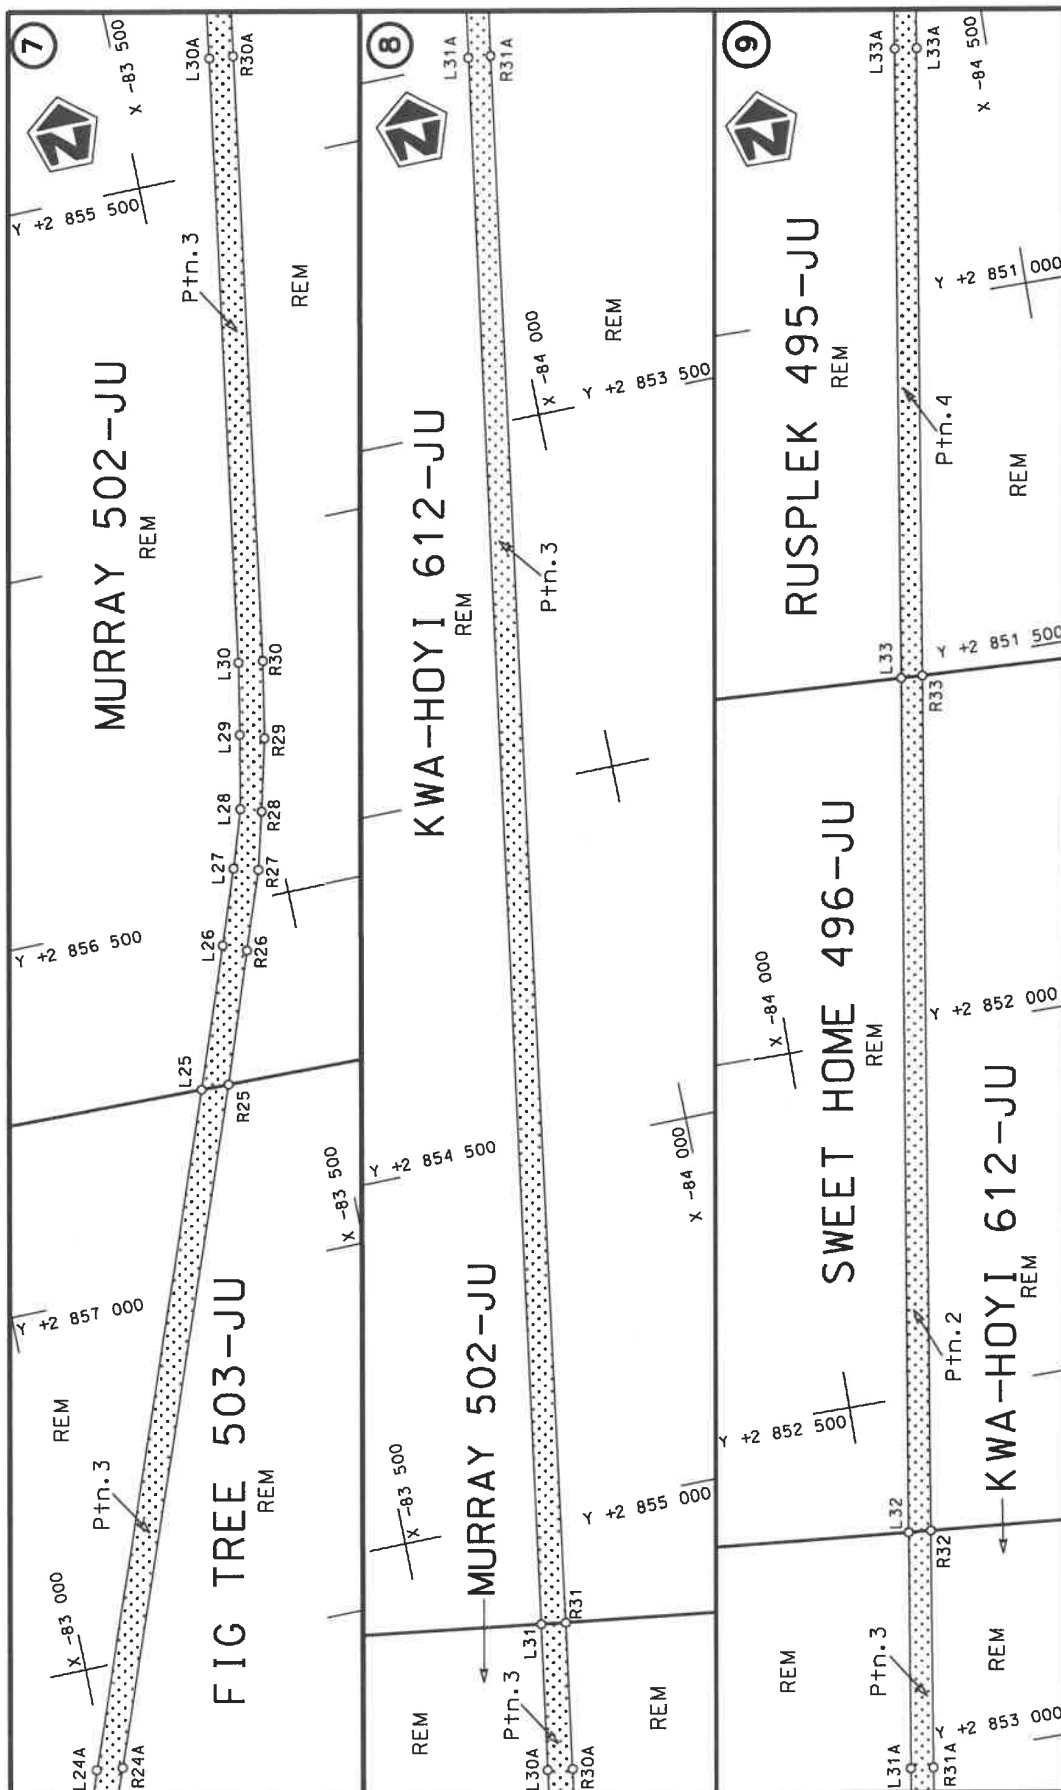 7
L30A
R30A
X -83 500
Y +2 855 500
Ptn.3
REM
MURRAY 502-JU
REM
L30
R30
L29
R29
L28
R28
L27
R27
L26
R26
Y +2 856 500
L25
R25
X -83 500
Y +2 857 000
REM
FIG TREE 503-JU
REM
Ptn.3
X -83 000
L24A
R24A
8
L31A
R31A
X -84 000
REM
Y +2 853 500
KWA-HOYI 612-JU
REM
Ptn.3
Y +2 854 500
X -84 000
MURRAY 502-JU
X -83 500
Y +2 855 000
L31
R31
REM
Ptn.3
REM
L30A
R30A
9
L33A
L33A
X -84 500
RUSPLEK 495-JU
REM
Y +2 851 000
Ptn.4
REM
L33
R33
Y +2 851 500
SWEET HOME 496-JU
REM
X -84 000
Y +2 852 000
KWA-HOYI 612-JU
REM
Ptn.2
Y +2 852 500
L32
R32
REM
Ptn.3
REM
L31A
R31A
Y +2 853 000